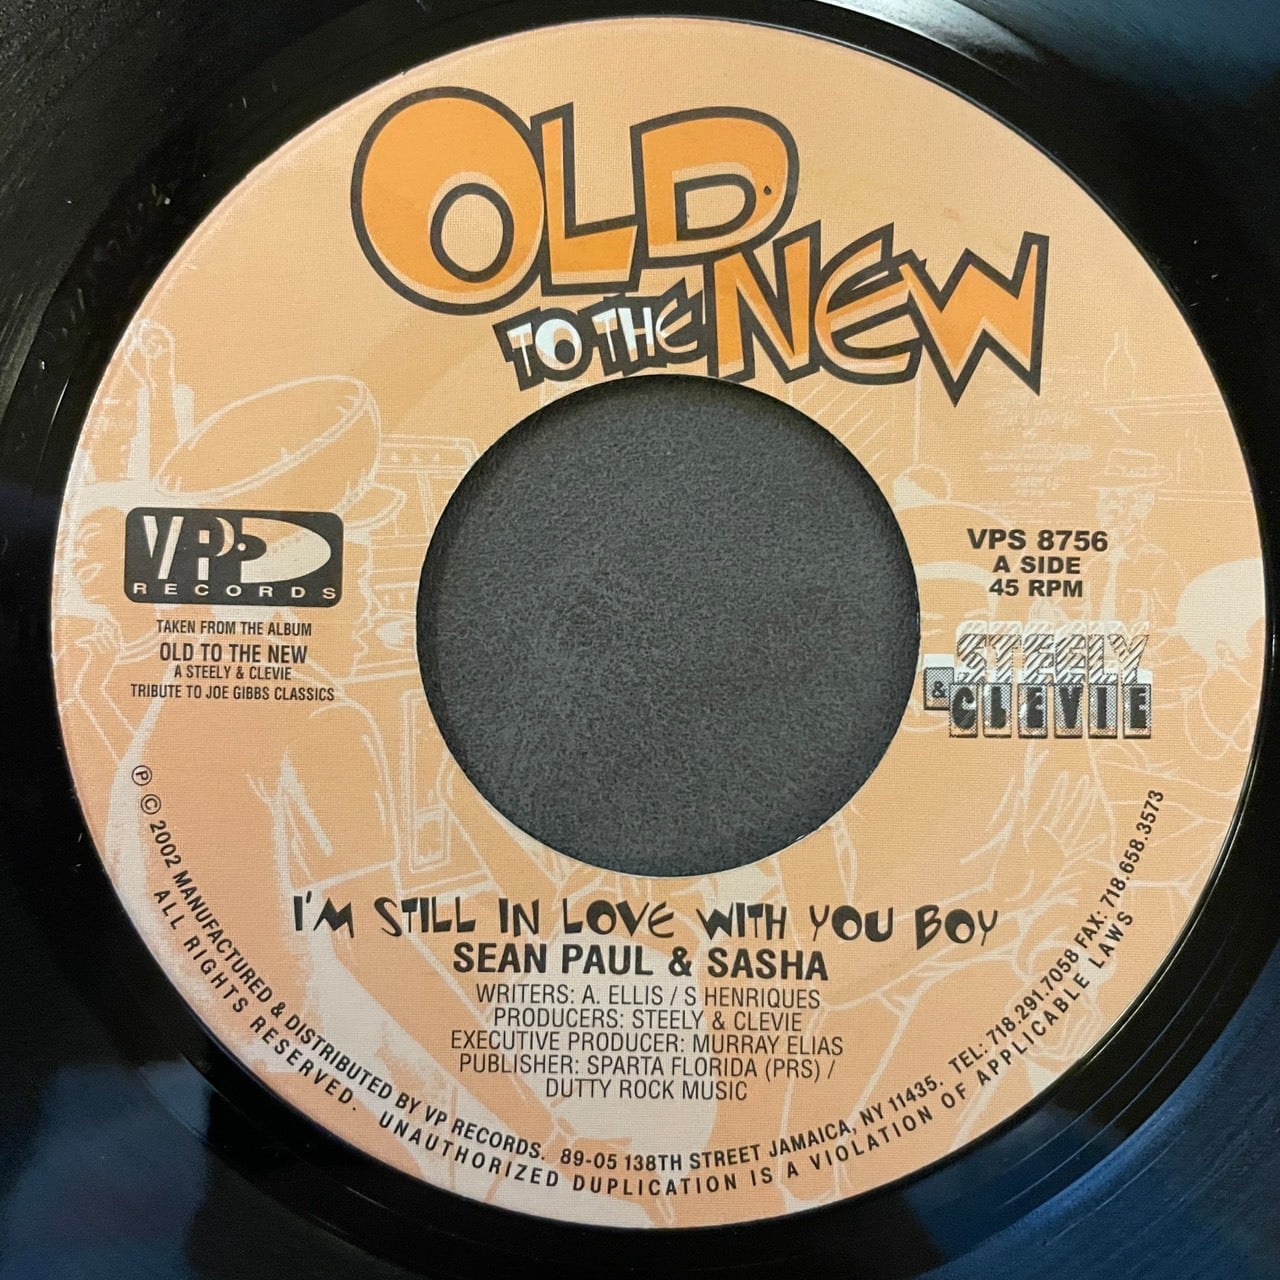 OLD
TO THE NEW
VP
RECORDS
TAKEN FROM THE ALBUM
OLD TO THE NEW
A STEELY & CLEVIE
TRIBUTE TO JOE GIBBS CLASSICS
VPS 8756
A SIDE
45 RPM
STEELY
& CLEVIE
I'M STILL IN LOVE WITH YOU BOY
SEAN PAUL & SASHA
WRITERS: A. ELLIS / S HENRIQUES
PRODUCERS: STEELY & CLEVIE
EXECUTIVE PRODUCER: MURRAY ELIAS
PUBLISHER: SPARTA FLORIDA (PRS) /
DUTTY ROCK MUSIC
℗ © 2002 MANUFACTURED & DISTRIBUTED BY VP RECORDS. 89-05 138TH STREET JAMAICA, NY 11435. TEL: 718.291.7058 FAX: 718.658.3573
ALL RIGHTS RESERVED. UNAUTHORIZED DUPLICATION IS A VIOLATION OF APPLICABLE LAWS